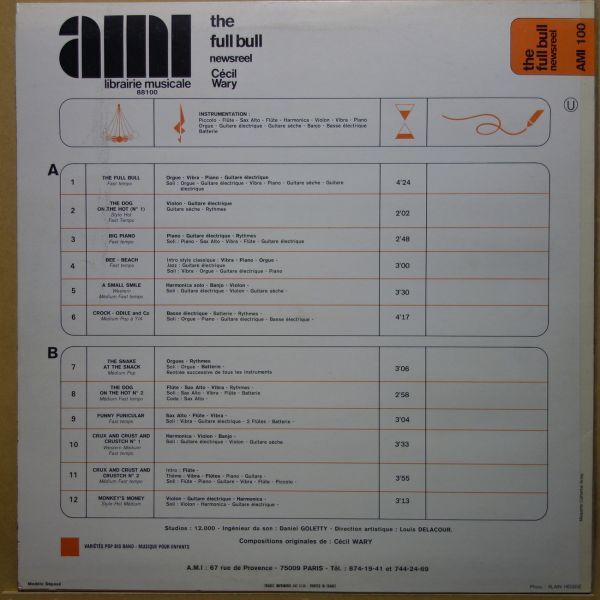 ami
librairie musicale
88100
the
full bull
newsreel
Cécil
Wary
the
full bull
newsreel
AMI 100
INSTRUMENTATION :
Piccolo - Flûte - Sax Alto - Flûte - Harmonica - Violon - Vibra - Piano
Orgue - Guitare électrique - Guitare sèche - Banjo - Basse électrique
Batterie
U
A
1 THE FULL BULL
Fast tempo
Orgue - Vibra - Piano - Guitare électrique
Soli : Orgue - Guitare électrique - Vibra - Piano - Guitare sèche - Guitare
électrique
4'24
2 THE DOG
ON THE HOT (N° 1)
Style Hot
Fast Tempo
Violon - Guitare électrique
Guitare sèche - Rythmes
2'02
3 BIG PIANO
Fast tempo
Piano - Guitare électrique - Rythmes
Soli : Piano - Sax Alto - Vibra - Flûte - Guitare
2'48
4 BEE - BEACH
Fast tempo
Intro style classique : Vibra - Piano - Orgue -
Jazz : Guitare électrique
Soli : Vibra - Orgue - Guitare électrique - Piano
3'00
5 A SMALL SMILE
Western
Médium Fast tempo
Harmonica solo - Banjo - Violon -
Soli : Guitare électrique - Violon - Guitare sèche -
3'30
6 CROCK - ODILE and Co
Médium Pop à 7/4
Basse électrique - Batterie - Rythmes -
Soli : Orgue - Piano - Guitare électrique - Basse électrique -
4'17
B
7 THE SNAKE
AT THE SNACK
Médium Pop
Orgues - Rythmes
Soli : Orgue - Batterie -
Rentrée successive de tous les instruments
3'06
8 THE DOG
ON THE HOT N° 2
Médium Fast tempo
Flûte - Sax Alto - Vibra - Rythmes -
Soli : Sax Alto - Vibra - Flûte - Batterie
Coda : Sax Alto -
2'58
9 FUNNY FUNICULAR
Fast tempo
Sax Alto - Flûte - Vibra -
Soli : Vibra - Guitare électrique - 2 Flûtes - Batterie -
3'04
10 CRUX AND CRUST AND
CRUSTCH N° 1
Western Médium
Fast tempo
Harmonica - Violon - Banjo -
Soli : Guitare électrique - Violon - Guitare sèche
3'33
11 CRUX AND CRUST AND
CRUSTCH N° 2
Médium Fast tempo
Intro : Flûte -
Thème : Vibra - Flûtes - Piano - Guitare -
Soli : Flûte - Piano - Guitare - Vibra - Flûte - Piccolo -
3'55
12 MONKEY'S MONEY
Style Hot Médium
Violon - Guitare électrique - Harmonica -
Soli : Violon - Harmonica - Guitare électrique -
3'13
Studios : 12.000 - Ingénieur du son : Daniel GOLETTY - Direction artistique : Louis DELACOUR.
Compositions originales de : Cécil WARY
VARIÉTÉS POP BIG BAND - MUSIQUE POUR ENFANTS
A.M.I : 67 rue de Provence - 75009 PARIS - Tél. : 874-19-41 et 744-24-69
Modèle Déposé
Photo : ALAIN
Maquette Catherine